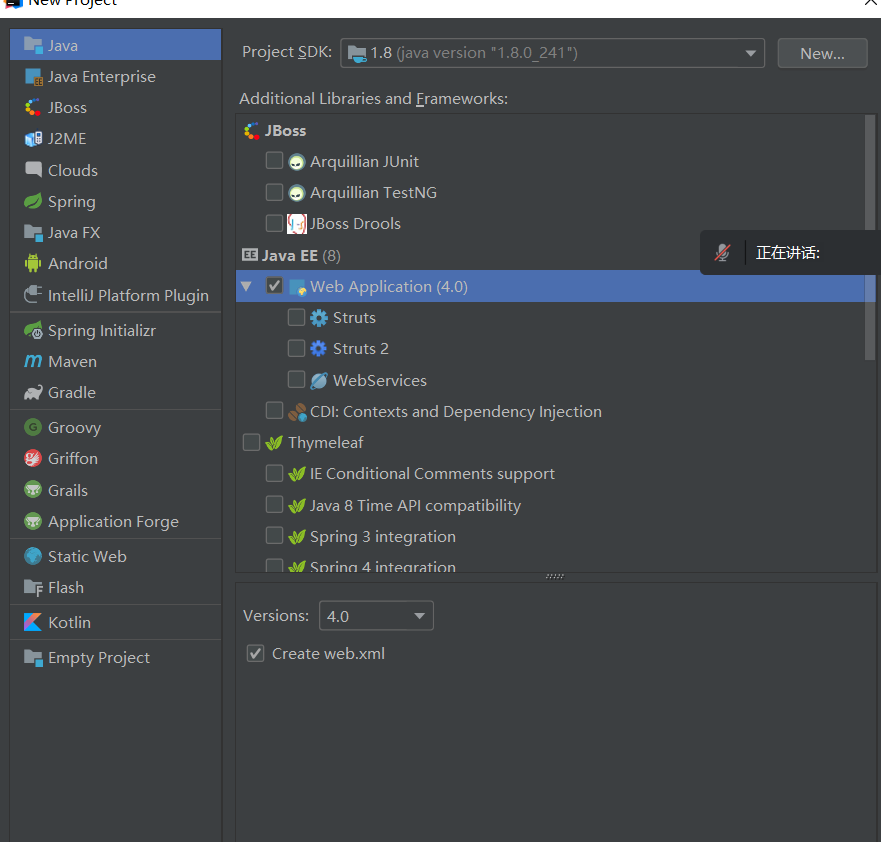 New Project
Java
Java Enterprise
JBoss
J2ME
Clouds
Spring
Java FX
Android
IntelliJ Platform Plugin
Spring Initializr
Maven
Gradle
Groovy
Griffon
Grails
Application Forge
Static Web
Flash
Kotlin
Empty Project
Project SDK: 1.8 (java version "1.8.0_241") New...
Additional Libraries and Frameworks:
JBoss
Arquillian JUnit
Arquillian TestNG
JBoss Drools
Java EE (8)
正在讲话:
Web Application (4.0)
Struts
Struts 2
WebServices
CDI: Contexts and Dependency Injection
Thymeleaf
IE Conditional Comments support
Java 8 Time API compatibility
Spring 3 integration
Spring 4 integration
Versions: 4.0
Create web.xml